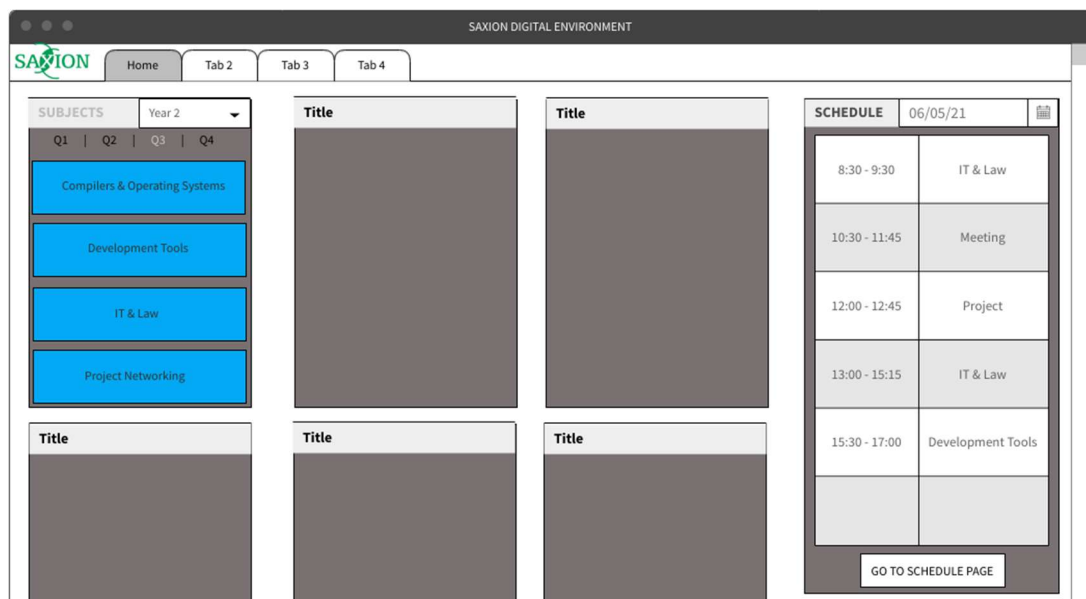 SAXION DIGITAL ENVIRONMENT
SAXION
Home
Tab 2
Tab 3
Tab 4
SUBJECTS
Year 2
Q1 | Q2 | Q3 | Q4
Compilers & Operating Systems
Development Tools
IT & Law
Project Networking
Title
Title
Title
Title
Title
SCHEDULE
06/05/21
8:30 - 9:30 IT & Law
10:30 - 11:45 Meeting
12:00 - 12:45 Project
13:00 - 15:15 IT & Law
15:30 - 17:00 Development Tools
GO TO SCHEDULE PAGE